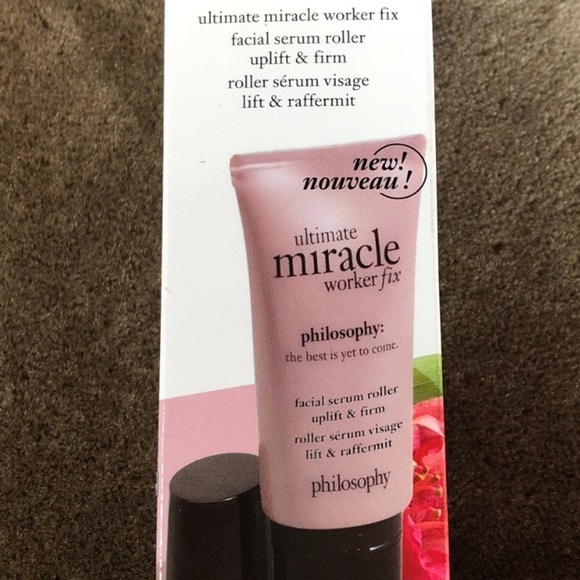 ultimate miracle worker fix
facial serum roller
uplift & firm
roller sérum visage
lift & raffermit
new!
nouveau!
ultimate
miracle
worker fix
philosophy:
the best is yet to come.
facial serum roller
uplift & firm
roller sérum visage
lift & raffermit
philosophy